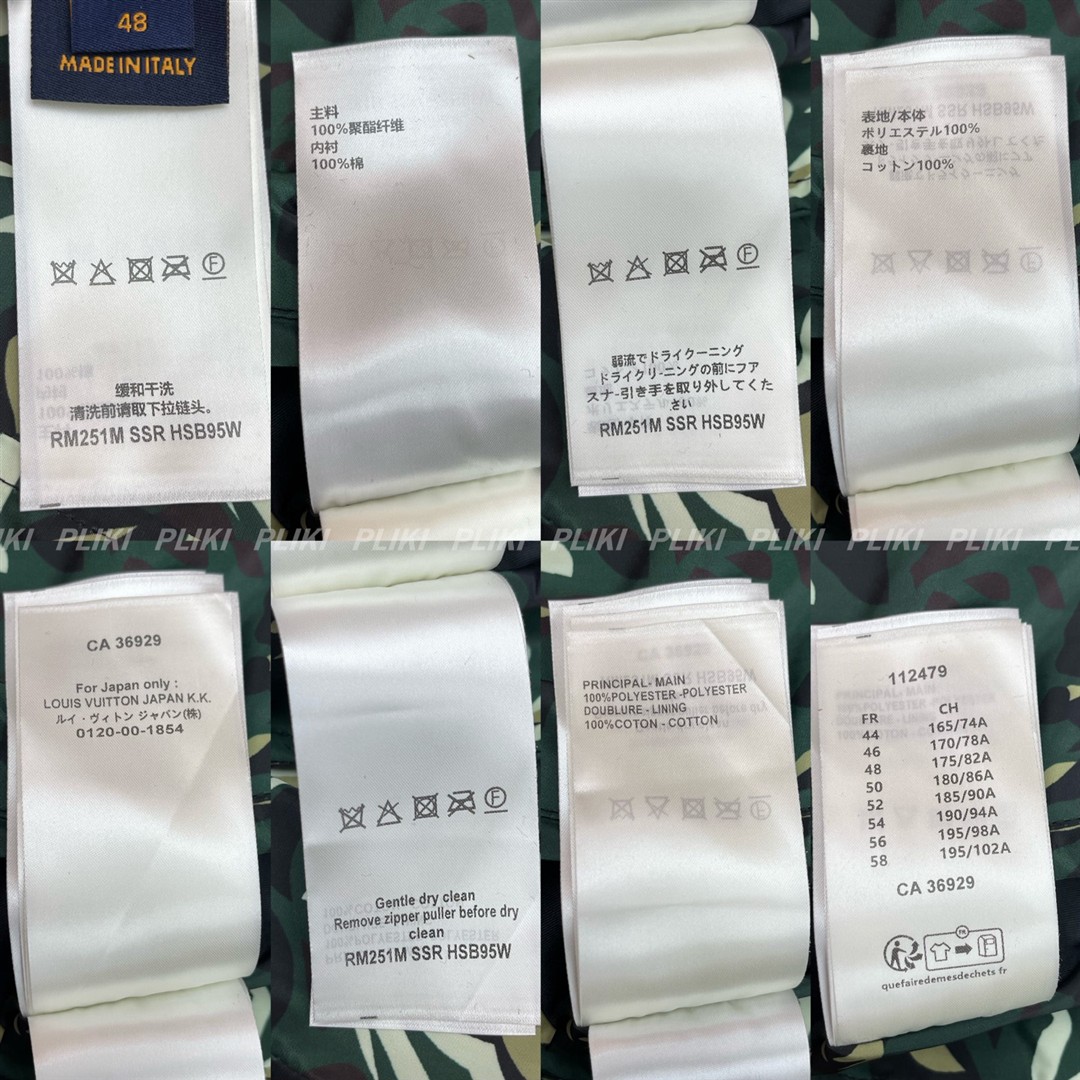 48
MADE IN ITALY
缓和干洗
清洗前请取下拉链头。
RM251M SSR HSB95W
主料
100%聚酯纤维
内衬
100%棉
弱流でドライクーニング
ドライクリ-ニングの前にフア
スナ-引き手を取り外してくた
さい
RM251M SSR HSB95W
表地/本体
ポリエステル100%
裏地
コットン100%
PLIKI PLIKI PLIKI PLIKI PLIKI PLIKI PLIKI PLIKI PLIKI
CA 36929
For Japan only :
LOUIS VUITTON JAPAN K.K.
ルイ・ヴィトン ジャパン(株)
0120-00-1854
Gentle dry clean
Remove zipper puller before dry
clean
RM251M SSR HSB95W
PRINCIPAL- MAIN
100%POLYESTER -POLYESTER
DOUBLURE - LINING
100%COTON - COTTON
112479
FR CH
44 165/74A
46 170/78A
48 175/82A
50 180/86A
52 185/90A
54 190/94A
56 195/98A
58 195/102A
CA 36929
FR
quefairedemesdechets.fr